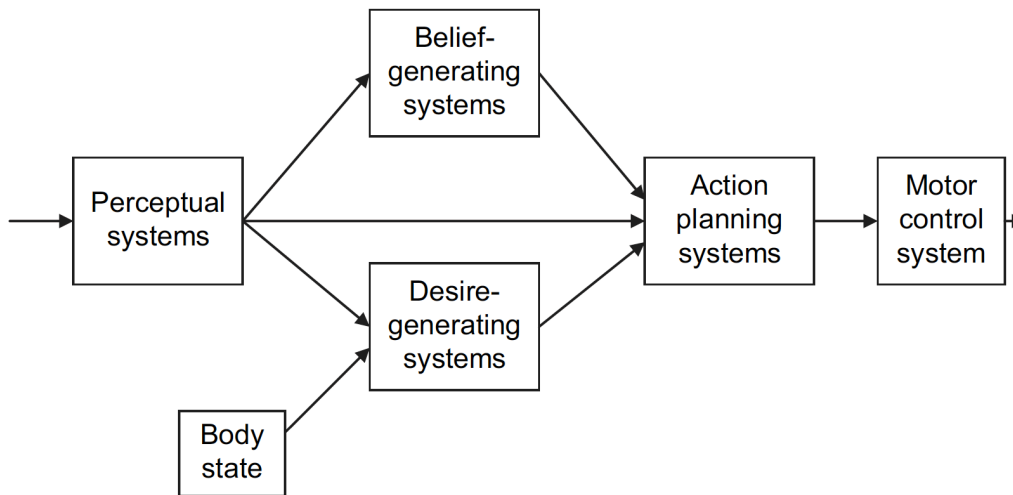 Belief-
generating
systems
Perceptual
systems
Action
planning
systems
Motor
control
system
Desire-
generating
systems
Body
state